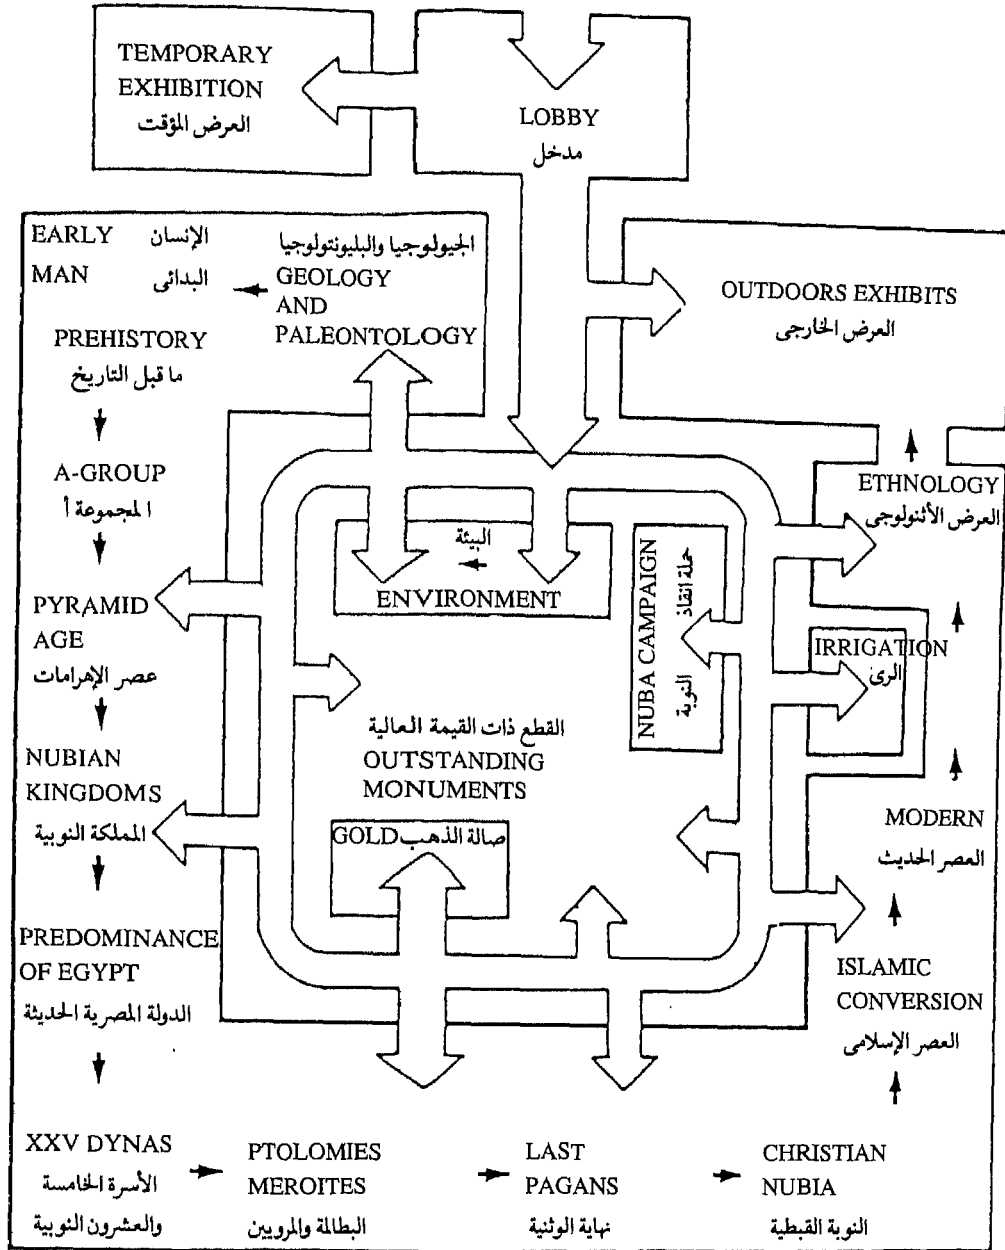 TEMPORARY
EXHIBITION
العرض المؤقت
LOBBY
مدخل
EARLY الإنسان
MAN البدائى
الجيولوجيا والبليونتولوجيا
GEOLOGY
AND
PALEONTOLOGY
OUTDOORS EXHIBITS
العرض الخارجى
PREHISTORY
ما قبل التاريخ
A-GROUP
المجموعة أ
PYRAMID
AGE
عصر الإهرامات
NUBIAN
KINGDOMS
المملكة النوبية
PREDOMINANCE
OF EGYPT
الدولة المصرية الحديثة
XXV DYNAS
الأسرة الخامسة
والعشرون النوبية
PTOLOMIES
MEROITES
البطالمة والمرويين
LAST
PAGANS
نهاية الوثنية
CHRISTIAN
NUBIA
النوبة القبطية
ISLAMIC
CONVERSION
العصر الإسلامى
MODERN
العصر الحديث
IRRIGATION
الرى
ETHNOLOGY
العرض الأثنولوجى
البيئة
ENVIRONMENT
NUBA CAMPAIGN
حملة انقاذ
النوبة
القطع ذات القيمة العالية
OUTSTANDING
MONUMENTS
GOLD صالة الذهب